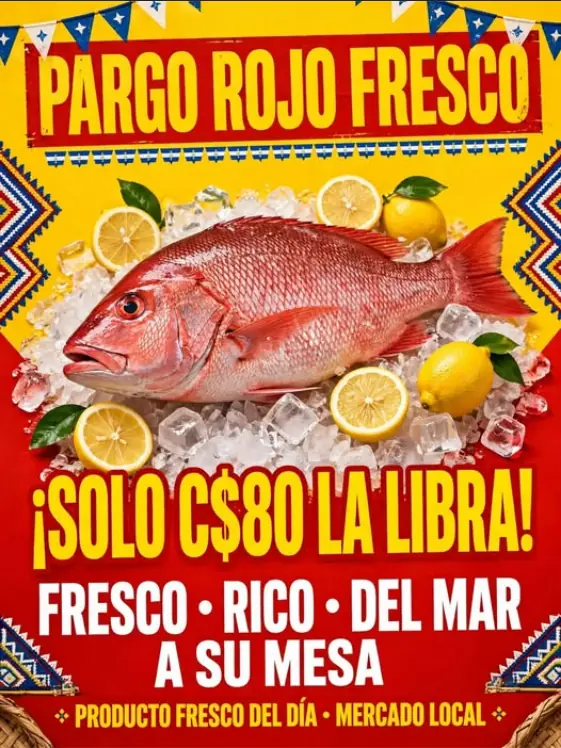 PARGO ROJO FRESCO
¡SOLO C$80 LA LIBRA!
FRESCO • RICO • DEL MAR
A SU MESA
PRODUCTO FRESCO DEL DÍA • MERCADO LOCAL